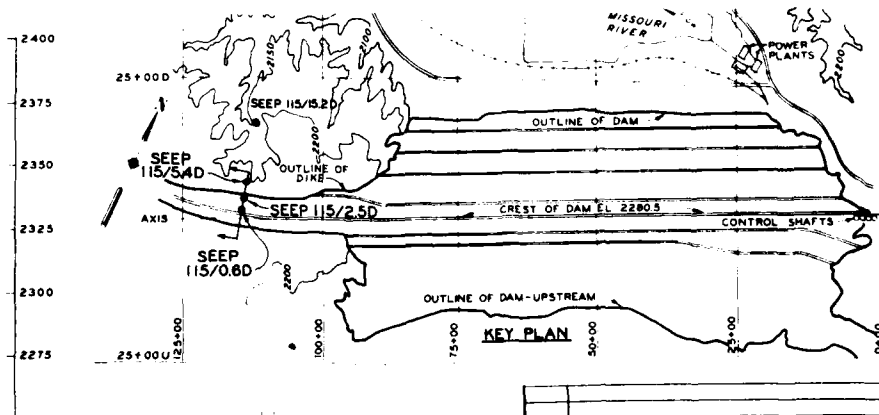 2400
2375
2350
2325
2300
2275
MISSOURI
RIVER
POWER
PLANTS
2200
2150
2100
25+00D
SEEP 115/15.2D
2200
OUTLINE OF DAM
SEEP
115/5.4D
OUTLINE OF
DIKE
SEEP 115/2.5D
CREST OF DAM EL 2280.5
AXIS
CONTROL SHAFTS
SEEP
115/0.6D
2200
OUTLINE OF DAM-UPSTREAM
KEY PLAN
25+00U
125+00
100+00
75+00
50+00
25+00
0+00